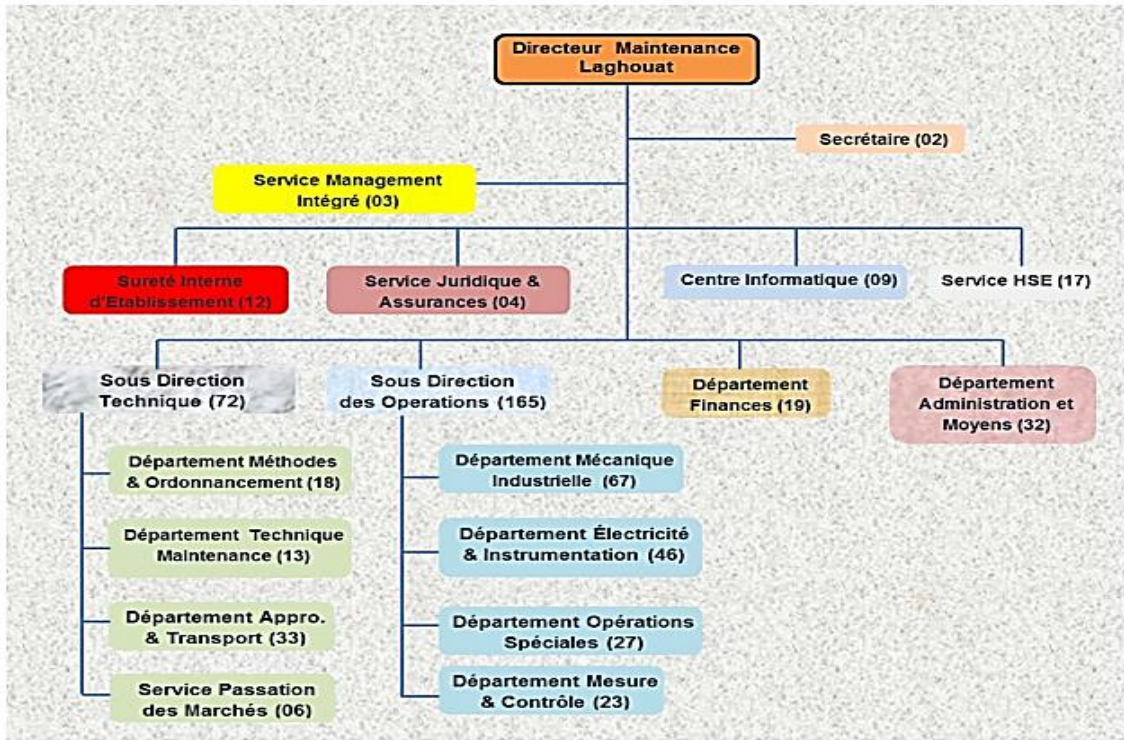 Directeur Maintenance
Laghouat
Secrétaire (02)
Service Management
Intégré (03)
Sureté Interne
d'Etablissement (12)
Service Juridique &
Assurances (04)
Centre Informatique (09)
Service HSE (17)
Sous Direction
Technique (72)
Sous Direction
des Operations (165)
Département
Finances (19)
Département
Administration et
Moyens (32)
Département Méthodes
& Ordonnancement (18)
Département Technique
Maintenance (13)
Département Appro.
& Transport (33)
Service Passation
des Marchés (06)
Département Mécanique
Industrielle (67)
Département Électricité
& Instrumentation (46)
Département Opérations
Spéciales (27)
Département Mesure
& Contrôle (23)